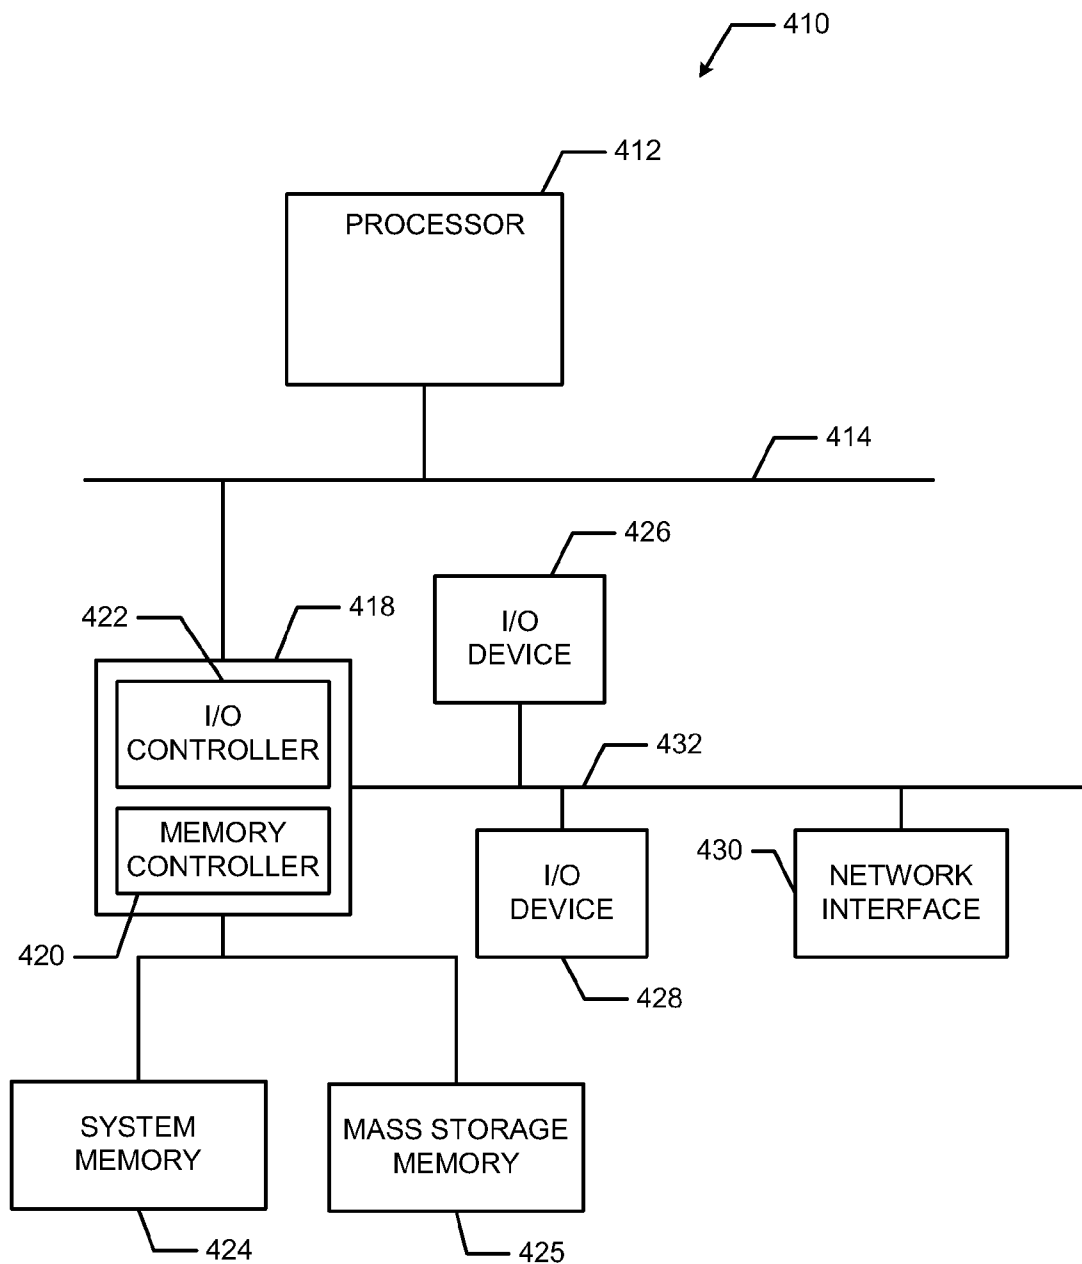 410
412
PROCESSOR
414
426
I/O
DEVICE
418
422
I/O
CONTROLLER
432
MEMORY
CONTROLLER
420
I/O
DEVICE
428
430
NETWORK
INTERFACE
SYSTEM
MEMORY
424
MASS STORAGE
MEMORY
425